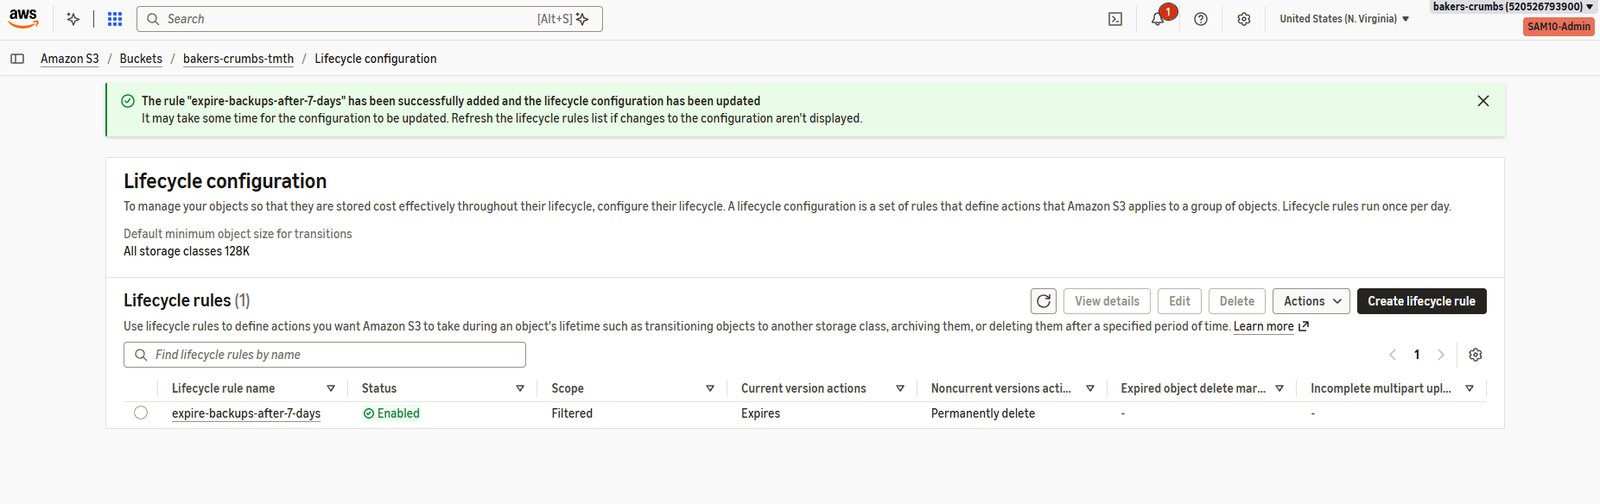 aws
Search [Alt+S]
1
United States (N. Virginia)
bakers-crumbs (520526793900)
SAM10-Admin
Amazon S3 / Buckets / bakers-crumbs-tmth / Lifecycle configuration
The rule "expire-backups-after-7-days" has been successfully added and the lifecycle configuration has been updated
It may take some time for the configuration to be updated. Refresh the lifecycle rules list if changes to the configuration aren't displayed.
Lifecycle configuration
To manage your objects so that they are stored cost effectively throughout their lifecycle, configure their lifecycle. A lifecycle configuration is a set of rules that define actions that Amazon S3 applies to a group of objects. Lifecycle rules run once per day.
Default minimum object size for transitions
All storage classes 128K
Lifecycle rules (1)
View details Edit Delete Actions Create lifecycle rule
Use lifecycle rules to define actions you want Amazon S3 to take during an object's lifetime such as transitioning objects to another storage class, archiving them, or deleting them after a specified period of time. Learn more
Find lifecycle rules by name
1
Lifecycle rule name Status Scope Current version actions Noncurrent versions acti... Expired object delete mar... Incomplete multipart upl...
expire-backups-after-7-days Enabled Filtered Expires Permanently delete - -